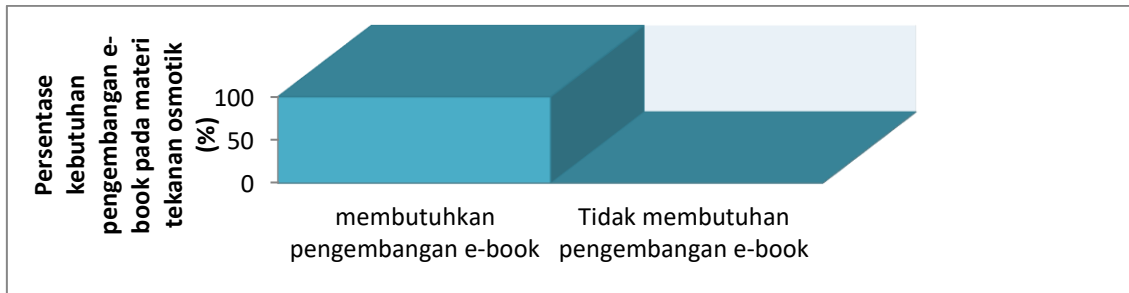 Persentase
kebutuhan
pengembangan e-
book pada materi
tekanan osmotik
(%)
100
50
0
membutuhkan
pengembangan e-book
Tidak membutuhan
pengembangan e-book